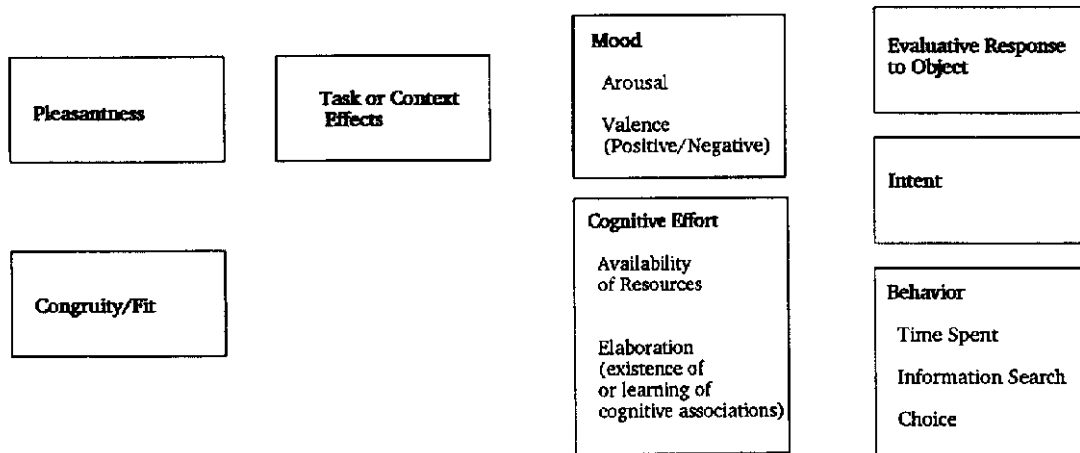 Pleasantness
Task or Context
Effects
Congruity/Fit
Mood
Arousal
Valence
(Positive/Negative)
Cognitive Effort
Availability
of Resources
Elaboration
(existence of
or learning of
cognitive associations)
Evaluative Response
to Object
Intent
Behavior
Time Spent
Information Search
Choice